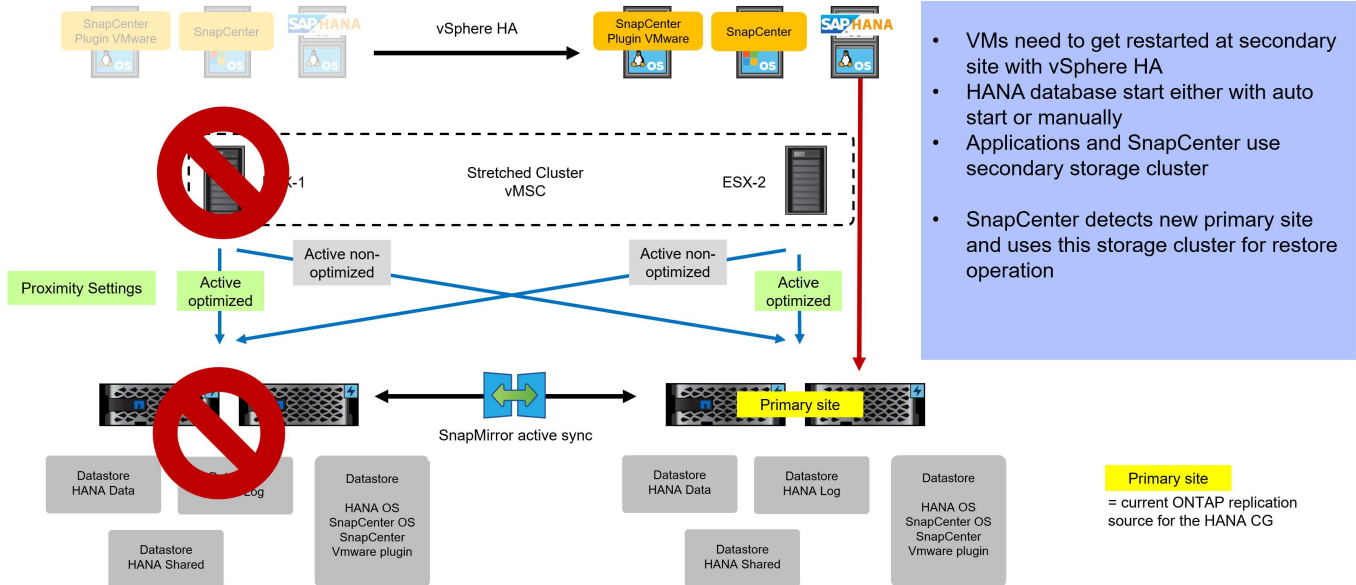 SnapCenter
Plugin VMware
SnapCenter
SAP HANA
OS
OS
OS
vSphere HA
SnapCenter
Plugin VMware
SnapCenter
SAP HANA
OS
OS
OS
X-1
Stretched Cluster
vMSC
ESX-2
Proximity Settings
Active
optimized
Active non-
optimized
Active non-
optimized
Active
optimized
SnapMirror active sync
Primary site
Datastore
HANA Data
Log
Datastore
HANA OS
SnapCenter OS
SnapCenter
Vmware plugin
Datastore
HANA Shared
Datastore
HANA Data
Datastore
HANA Log
Datastore
HANA OS
SnapCenter OS
SnapCenter
Vmware plugin
Datastore
HANA Shared
• VMs need to get restarted at secondary
site with vSphere HA
• HANA database start either with auto
start or manually
• Applications and SnapCenter use
secondary storage cluster
• SnapCenter detects new primary site
and uses this storage cluster for restore
operation
Primary site
= current ONTAP replication
source for the HANA CG